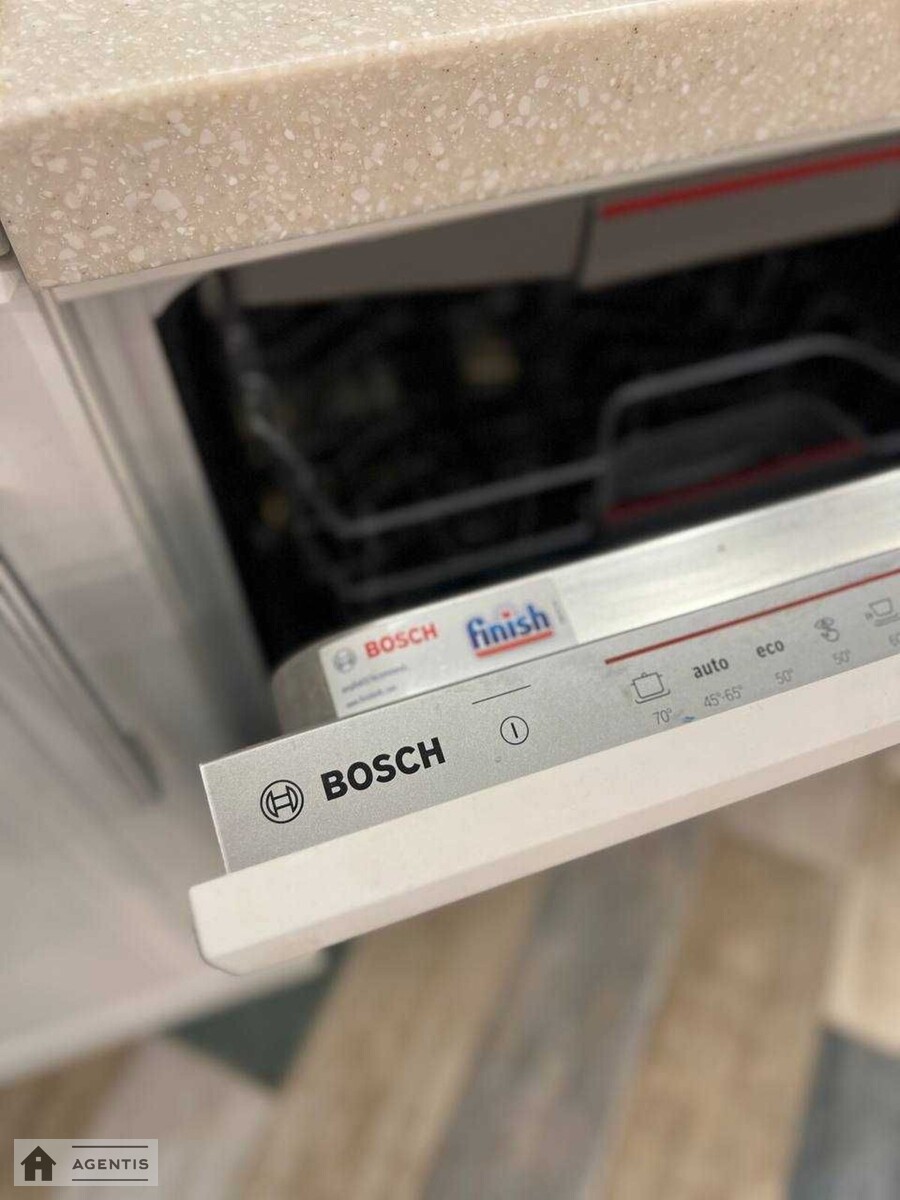 BOSCH
finish
BOSCH
auto
eco
70°
45°-65°
50°
50°
AGENTIS